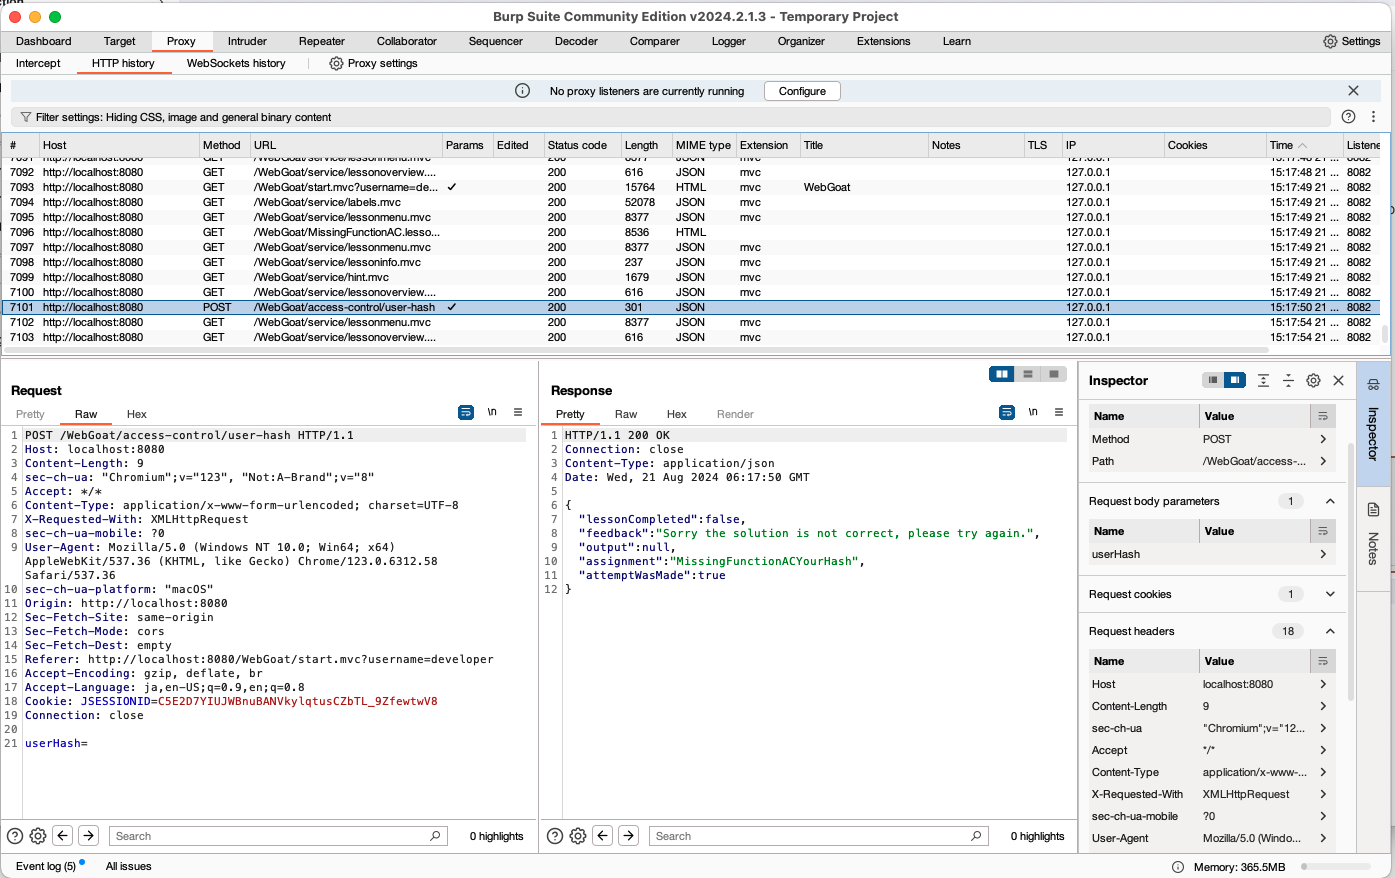 Burp Suite Community Edition v2024.2.1.3 - Temporary Project
Dashboard Target Proxy Intruder Repeater Collaborator Sequencer Decoder Comparer Logger Organizer Extensions Learn Settings
Intercept HTTP history WebSockets history Proxy settings
No proxy listeners are currently running Configure
Filter settings: Hiding CSS, image and general binary content
# Host Method URL Params Edited Status code Length MIME type Extension Title Notes TLS IP Cookies Time Listene
7091 http://localhost:8080 GET /WebGoat/service/lessonmenu.mvc 200 8377 JSON mvc 127.0.0.1 15:17:48 21 ... 8082
7092 http://localhost:8080 GET /WebGoat/service/lessonoverview.... 200 616 JSON mvc 127.0.0.1 15:17:48 21 ... 8082
7093 http://localhost:8080 GET /WebGoat/start.mvc?username=de... ✓ 200 15764 HTML mvc WebGoat 127.0.0.1 15:17:49 21 ... 8082
7094 http://localhost:8080 GET /WebGoat/service/labels.mvc 200 52078 JSON mvc 127.0.0.1 15:17:49 21 ... 8082
7095 http://localhost:8080 GET /WebGoat/service/lessonmenu.mvc 200 8377 JSON mvc 127.0.0.1 15:17:49 21 ... 8082
7096 http://localhost:8080 GET /WebGoat/MissingFunctionAC.lesso... 200 8536 HTML 127.0.0.1 15:17:49 21 ... 8082
7097 http://localhost:8080 GET /WebGoat/service/lessonmenu.mvc 200 8377 JSON mvc 127.0.0.1 15:17:49 21 ... 8082
7098 http://localhost:8080 GET /WebGoat/service/lessoninfo.mvc 200 237 JSON mvc 127.0.0.1 15:17:49 21 ... 8082
7099 http://localhost:8080 GET /WebGoat/service/hint.mvc 200 1679 JSON mvc 127.0.0.1 15:17:49 21 ... 8082
7100 http://localhost:8080 GET /WebGoat/service/lessonoverview.... 200 616 JSON mvc 127.0.0.1 15:17:49 21 ... 8082
7101 http://localhost:8080 POST /WebGoat/access-control/user-hash ✓ 200 301 JSON 127.0.0.1 15:17:50 21 ... 8082
7102 http://localhost:8080 GET /WebGoat/service/lessonmenu.mvc 200 8377 JSON mvc 127.0.0.1 15:17:54 21 ... 8082
7103 http://localhost:8080 GET /WebGoat/service/lessonoverview.... 200 616 JSON mvc 127.0.0.1 15:17:54 21 ... 8082
Request
Pretty Raw Hex \n
1 POST /WebGoat/access-control/user-hash HTTP/1.1
2 Host: localhost:8080
3 Content-Length: 9
4 sec-ch-ua: "Chromium";v="123", "Not:A-Brand";v="8"
5 Accept: */*
6 Content-Type: application/x-www-form-urlencoded; charset=UTF-8
7 X-Requested-With: XMLHttpRequest
8 sec-ch-ua-mobile: ?0
9 User-Agent: Mozilla/5.0 (Windows NT 10.0; Win64; x64)
AppleWebKit/537.36 (KHTML, like Gecko) Chrome/123.0.6312.58
Safari/537.36
10 sec-ch-ua-platform: "macOS"
11 Origin: http://localhost:8080
12 Sec-Fetch-Site: same-origin
13 Sec-Fetch-Mode: cors
14 Sec-Fetch-Dest: empty
15 Referer: http://localhost:8080/WebGoat/start.mvc?username=developer
16 Accept-Encoding: gzip, deflate, br
17 Accept-Language: ja,en-US;q=0.9,en;q=0.8
18 Cookie: JSESSIONID=C5E2D7YIUJWBnuBANVkylqtusCZbTL_9ZfewtwV8
19 Connection: close
20
21 userHash=
Search 0 highlights
Response
Pretty Raw Hex Render \n
1 HTTP/1.1 200 OK
2 Connection: close
3 Content-Type: application/json
4 Date: Wed, 21 Aug 2024 06:17:50 GMT
5
6 {
7 "lessonCompleted":false,
8 "feedback":"Sorry the solution is not correct, please try again.",
9 "output":null,
10 "assignment":"MissingFunctionACYourHash",
11 "attemptWasMade":true
12 }
Search 0 highlights
Inspector
Name Value
Method POST
Path /WebGoat/access-...
Request body parameters 1
Name Value
userHash
Request cookies 1
Request headers 18
Name Value
Host localhost:8080
Content-Length 9
sec-ch-ua "Chromium";v="12...
Accept */*
Content-Type application/x-www-...
X-Requested-With XMLHttpRequest
sec-ch-ua-mobile ?0
User-Agent Mozilla/5.0 (Windo...
Inspector
Notes
Event log (5) All issues Memory: 365.5MB